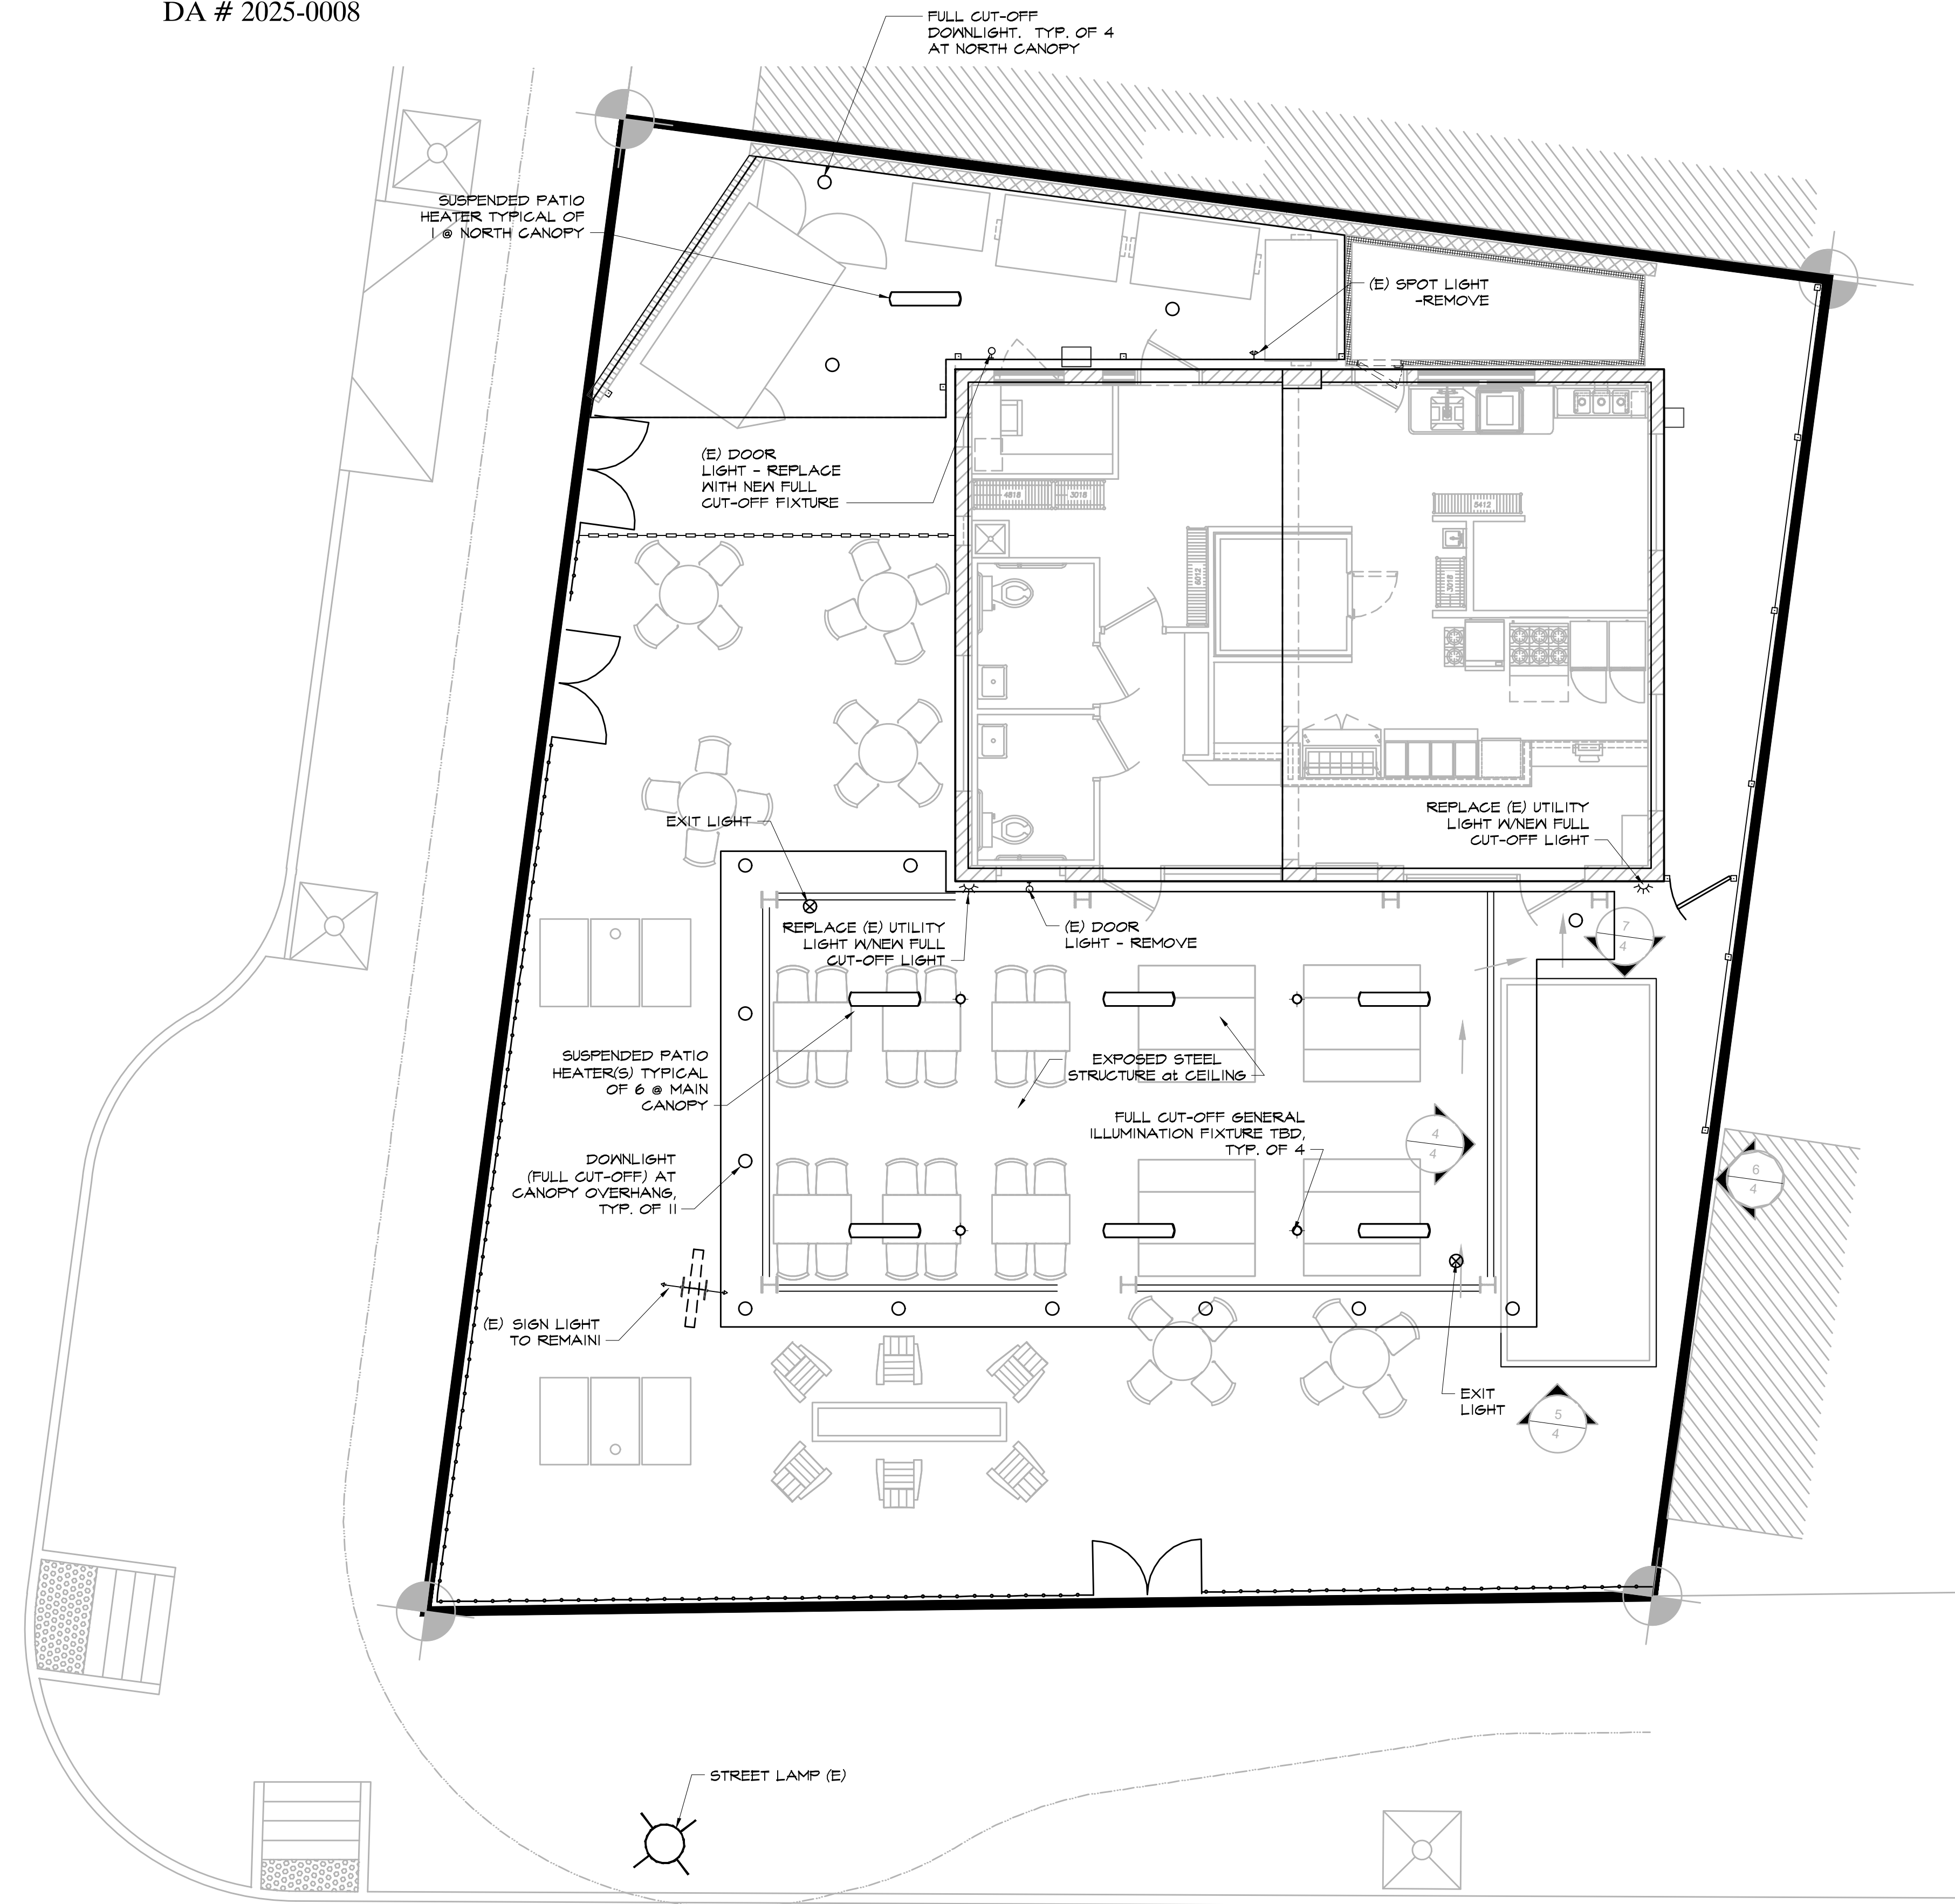 DA # 2025-0008
FULL CUT-OFF
DOWNLIGHT. TYP. OF 4
AT NORTH CANOPY
SUSPENDED PATIO
HEATER TYPICAL OF
1 @ NORTH CANOPY
(E) SPOT LIGHT
-REMOVE
(E) DOOR
LIGHT - REPLACE
WITH NEW FULL
CUT-OFF FIXTURE
4818
3018
5412
6012
3018
REPLACE (E) UTILITY
LIGHT W/NEW FULL
CUT-OFF LIGHT
EXIT LIGHT
REPLACE (E) UTILITY
LIGHT W/NEW FULL
CUT-OFF LIGHT
(E) DOOR
LIGHT - REMOVE
7
4
SUSPENDED PATIO
HEATER(S) TYPICAL
OF 6 @ MAIN
CANOPY
EXPOSED STEEL
STRUCTURE at CEILING
FULL CUT-OFF GENERAL
ILLUMINATION FIXTURE TBD,
TYP. OF 4
4
4
DOWNLIGHT
(FULL CUT-OFF) AT
CANOPY OVERHANG,
TYP. OF 11
6
4
(E) SIGN LIGHT
TO REMAIN!
EXIT
LIGHT
5
4
STREET LAMP (E)